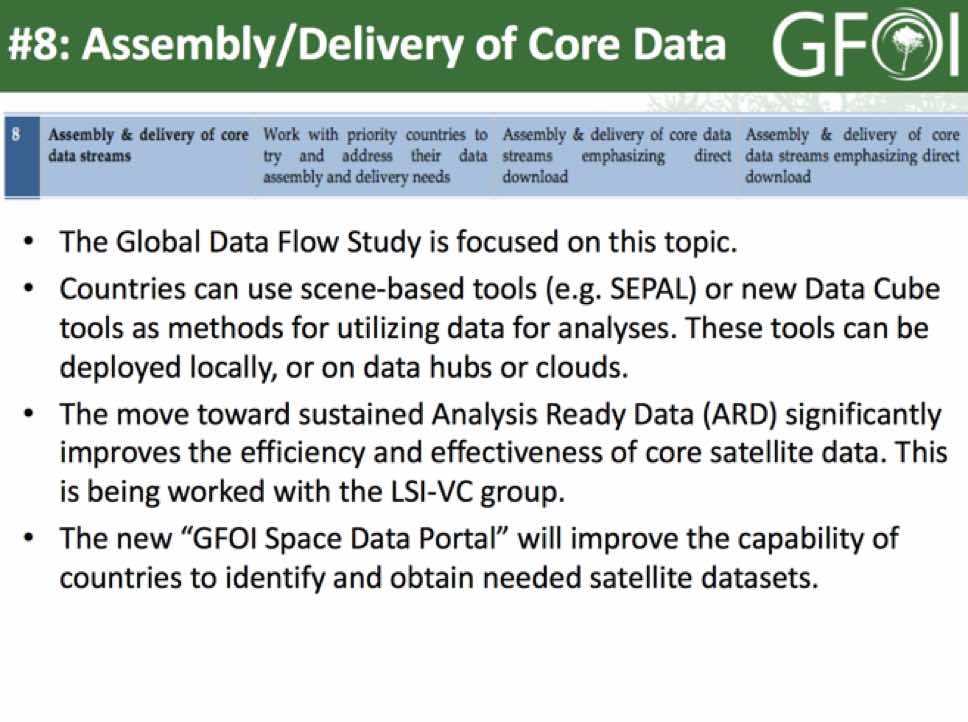 #8: Assembly/Delivery of Core Data
GFOI
8 Assembly & delivery of core data streams
Work with priority countries to try and address their data assembly and delivery needs
Assembly & delivery of core data streams emphasizing direct download
Assembly & delivery of core data streams emphasizing direct download
• The Global Data Flow Study is focused on this topic.
• Countries can use scene-based tools (e.g. SEPAL) or new Data Cube
tools as methods for utilizing data for analyses. These tools can be
deployed locally, or on data hubs or clouds.
• The move toward sustained Analysis Ready Data (ARD) significantly
improves the efficiency and effectiveness of core satellite data. This
is being worked with the LSI-VC group.
• The new “GFOI Space Data Portal” will improve the capability of
countries to identify and obtain needed satellite datasets.